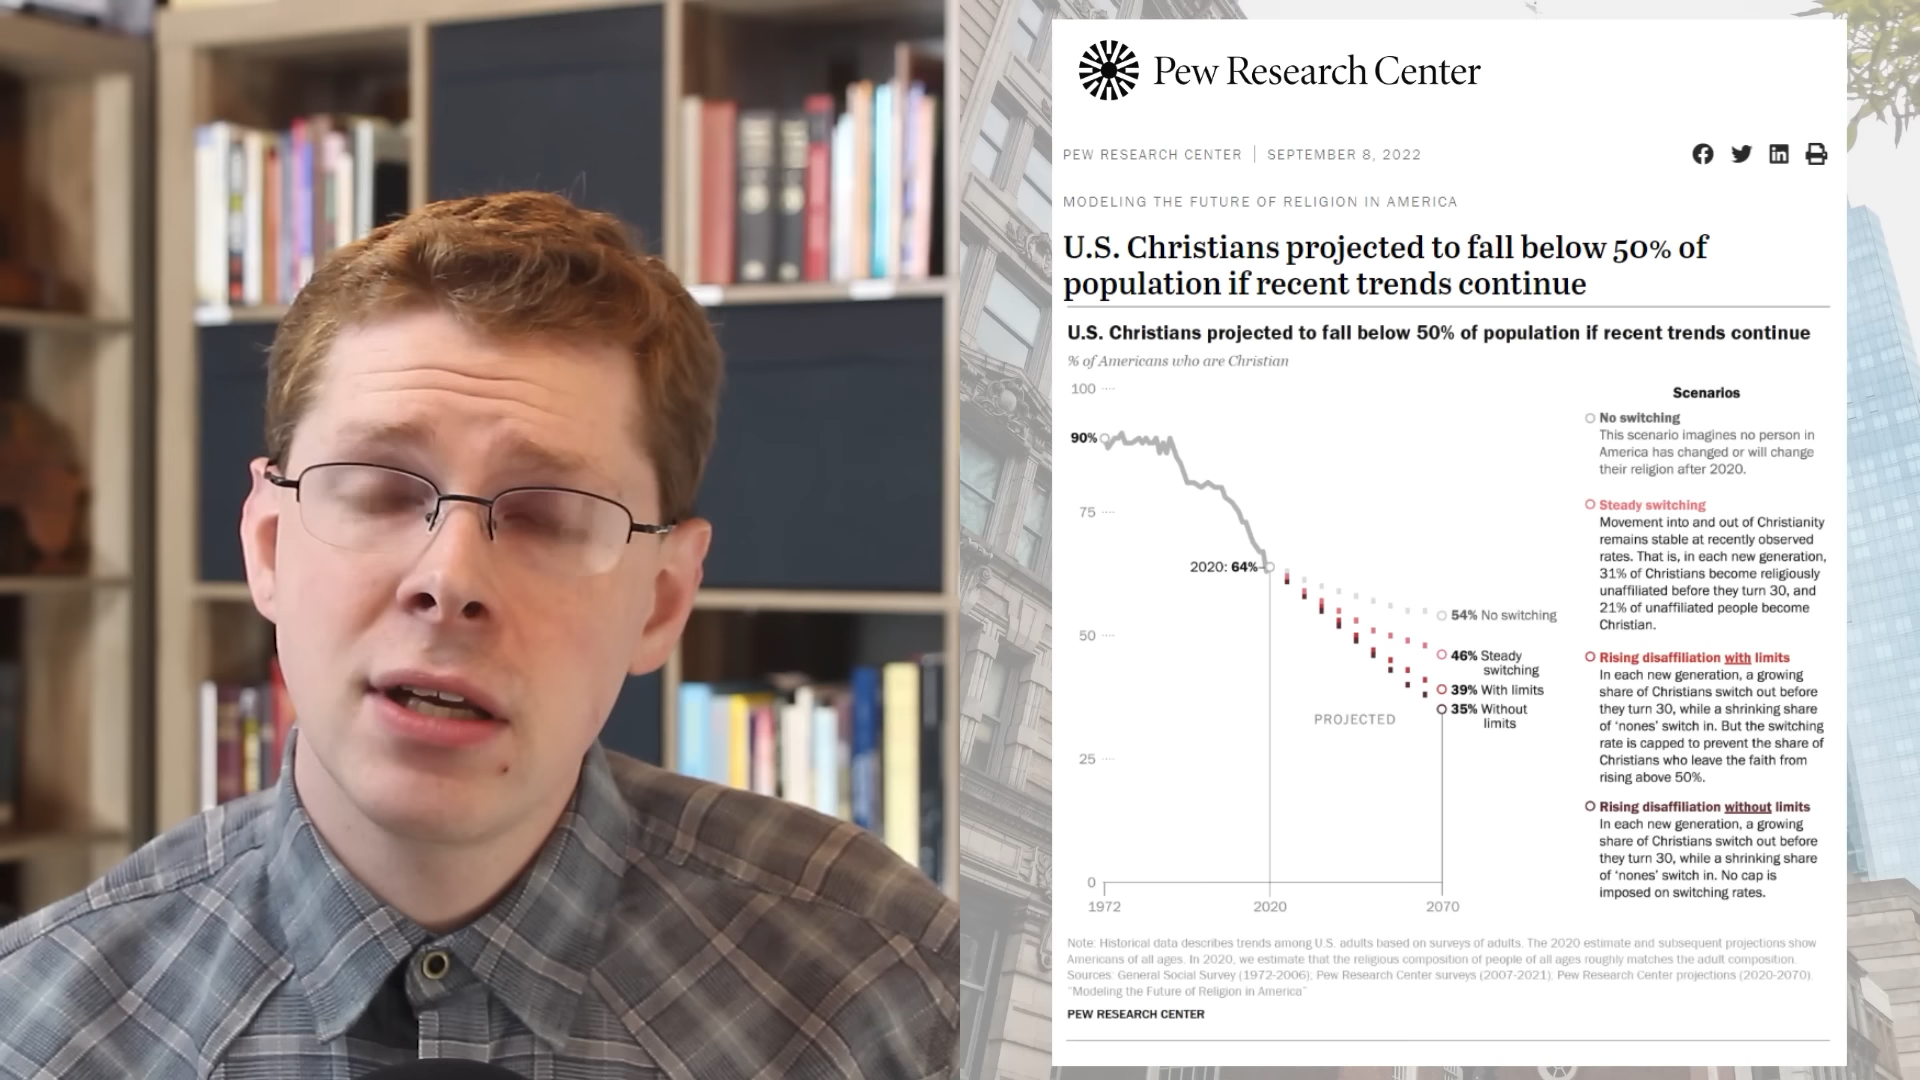 Pew Research Center
PEW RESEARCH CENTER | SEPTEMBER 8, 2022
MODELING THE FUTURE OF RELIGION IN AMERICA
U.S. Christians projected to fall below 50% of
population if recent trends continue
U.S. Christians projected to fall below 50% of population if recent trends continue
% of Americans who are Christian
100
90%
75
2020: 64%
50
25
0
1972
2020
2070
54% No switching
46% Steady
switching
39% With limits
35% Without
limits
PROJECTED
Scenarios
No switching
This scenario imagines no person in
America has changed or will change
their religion after 2020.
Steady switching
Movement into and out of Christianity
remains stable at recently observed
rates. That is, in each new generation,
31% of Christians become religiously
unaffiliated before they turn 30, and
21% of unaffiliated people become
Christian.
Rising disaffiliation with limits
In each new generation, a growing
share of Christians switch out before
they turn 30, while a shrinking share
of ‘nones’ switch in. But the switching
rate is capped to prevent the share of
Christians who leave the faith from
rising above 50%.
Rising disaffiliation without limits
In each new generation, a growing
share of Christians switch out before
they turn 30, while a shrinking share
of ‘nones’ switch in. No cap is
imposed on switching rates.
Note: Historical data describes trends among U.S. adults based on surveys of adults. The 2020 estimate and subsequent projections show
Americans of all ages. In 2020, we estimate that the religious composition of people of all ages roughly matches the adult composition.
Sources: General Social Survey (1972-2006), Pew Research Center surveys (2007-2021), Pew Research Center projections (2020-2070).
“Modeling the Future of Religion in America”
PEW RESEARCH CENTER